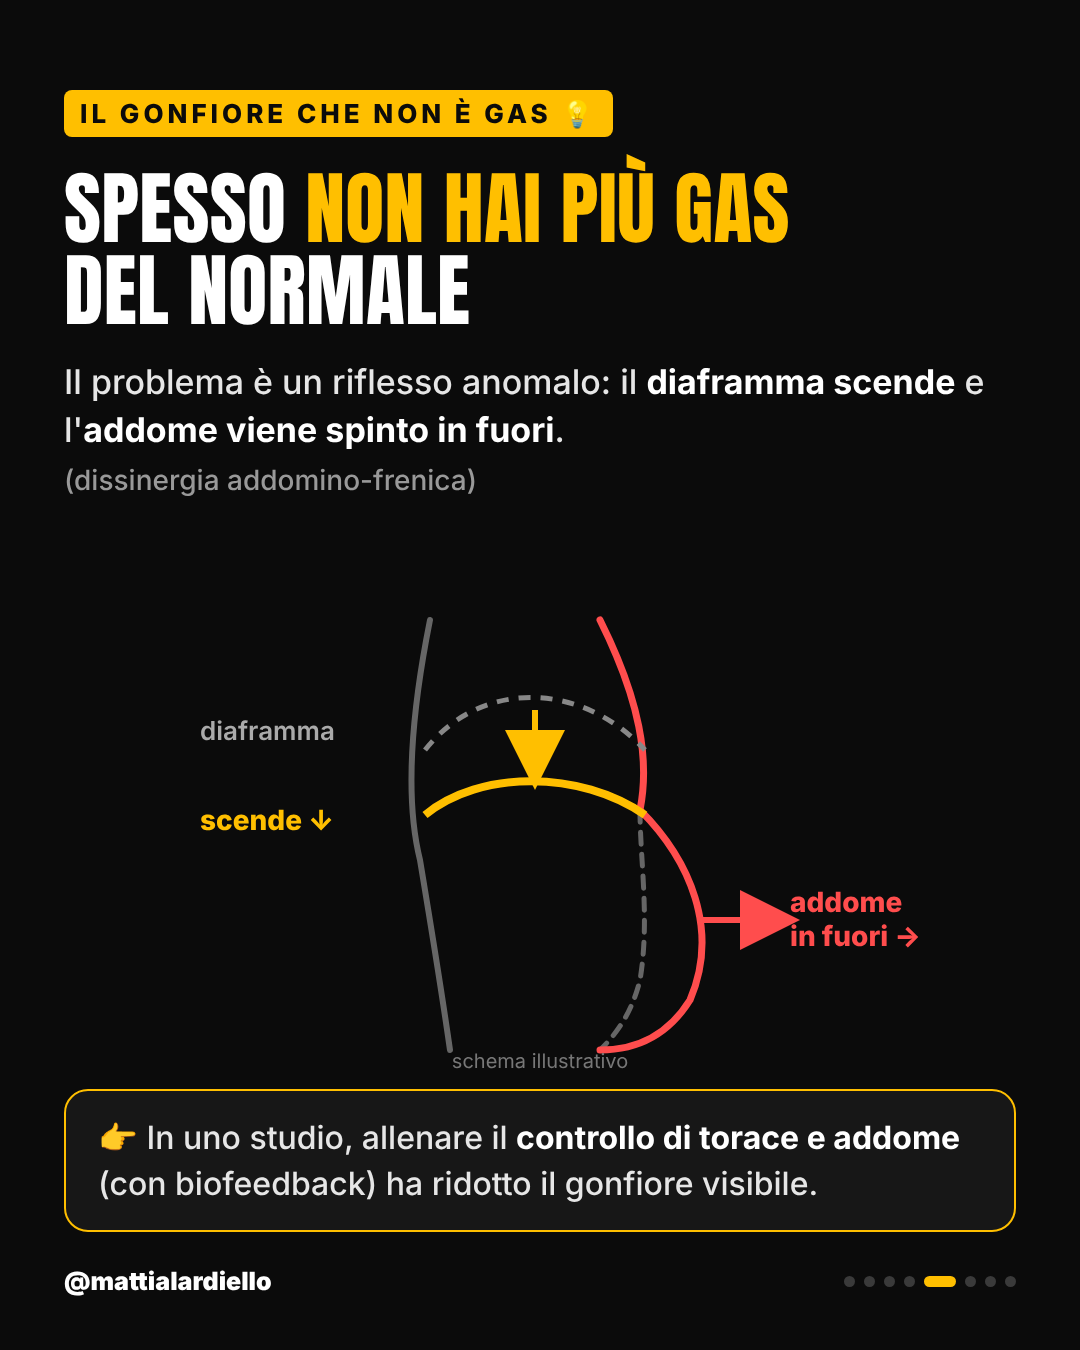 IL GONFIORE CHE NON È GAS 💡
SPESSO NON HAI PIÙ GAS
DEL NORMALE
Il problema è un riflesso anomalo: il diaframma scende e
l'addome viene spinto in fuori.
(dissinergia addomino-frenica)
diaframma
scende ↓
addome
in fuori →
schema illustrativo
👉 In uno studio, allenare il controllo di torace e addome
(con biofeedback) ha ridotto il gonfiore visibile.
@mattialardiello